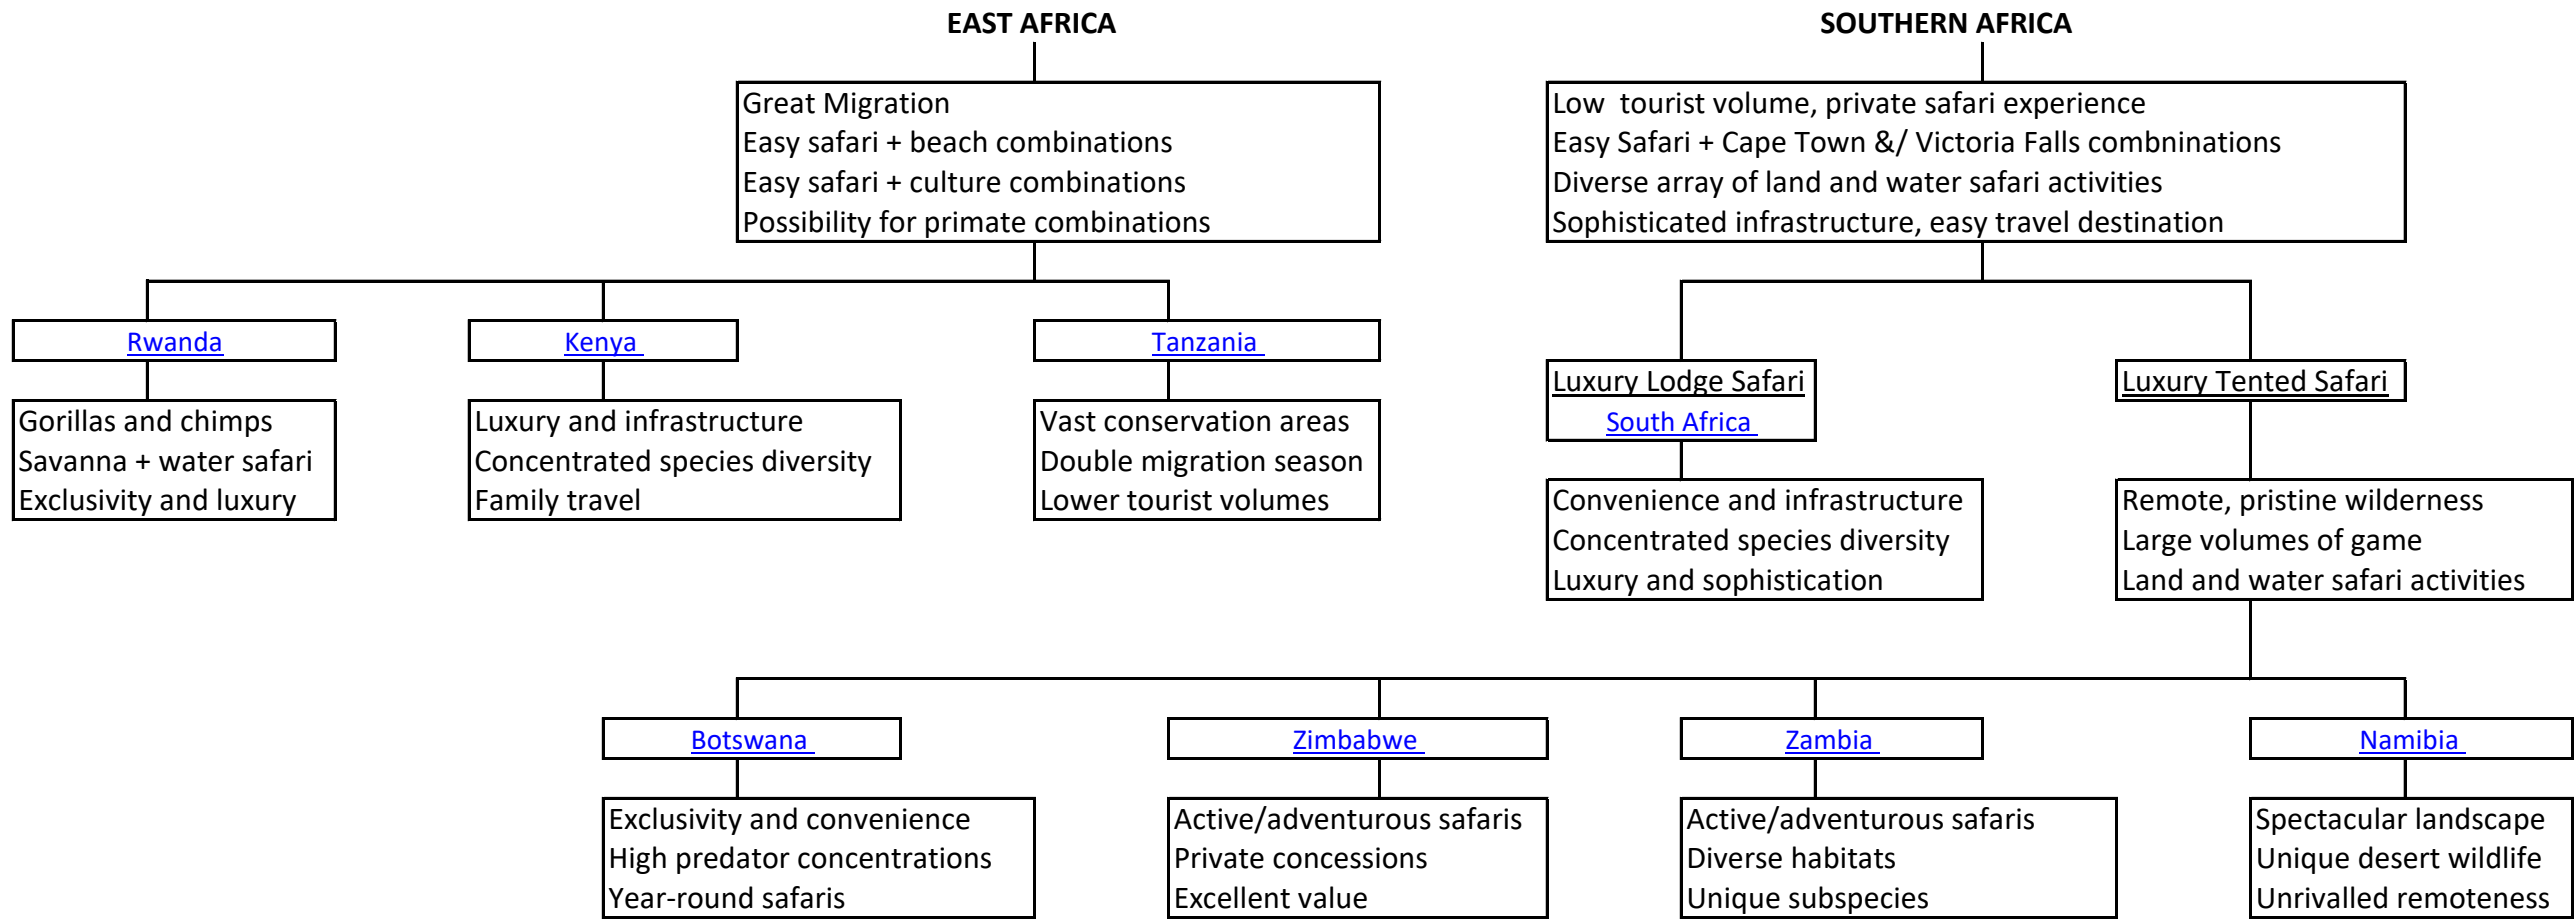 EAST AFRICA
Great Migration
Easy safari + beach combinations
Easy safari + culture combinations
Possibility for primate combinations
Rwanda
Gorillas and chimps
Savanna + water safari
Exclusivity and luxury
Kenya
Luxury and infrastructure
Concentrated species diversity
Family travel
Tanzania
Vast conservation areas
Double migration season
Lower tourist volumes
SOUTHERN AFRICA
Low  tourist volume, private safari experience
Easy Safari + Cape Town &/ Victoria Falls combninations
Diverse array of land and water safari activities
Sophisticated infrastructure, easy travel destination
Luxury Lodge Safari
South Africa
Convenience and infrastructure
Concentrated species diversity
Luxury and sophistication
Luxury Tented Safari
Remote, pristine wilderness
Large volumes of game
Land and water safari activities
Botswana
Exclusivity and convenience
High predator concentrations
Year-round safaris
Zimbabwe
Active/adventurous safaris
Private concessions
Excellent value
Zambia
Active/adventurous safaris
Diverse habitats
Unique subspecies
Namibia
Spectacular landscape
Unique desert wildlife
Unrivalled remoteness